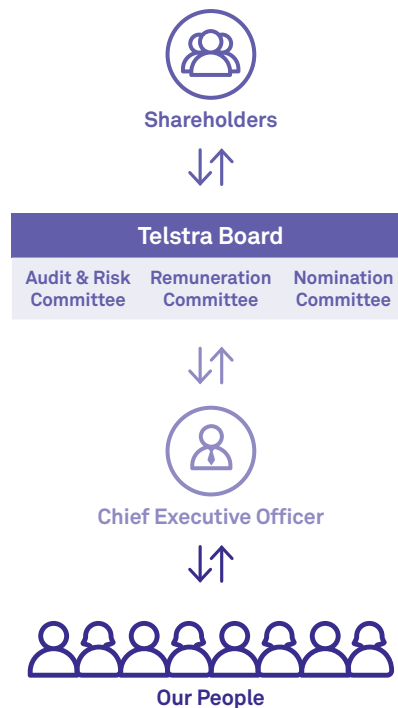 Shareholders
Telstra Board
Audit & Risk Committee
Remuneration Committee
Nomination Committee
Chief Executive Officer
Our People